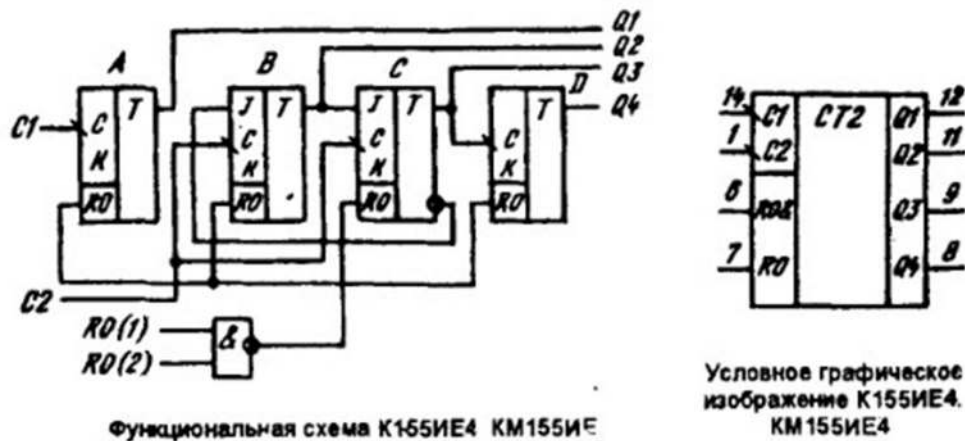 Q1
Q2
A B C Q3
D
T J T J T T Q4
C1 C C C C
K K K K
R0 R0 R0 R0
C2
R0(1)
R0(2) &
14 C1 CT2 Q1 12
1 C2 Q2 11
6 R0& Q3 9
7 R0 Q4 8
Условное графическое
изображение К155ИЕ4.
КМ155ИЕ4
Функциональная схема К155ИЕ4 КМ155ИЕ